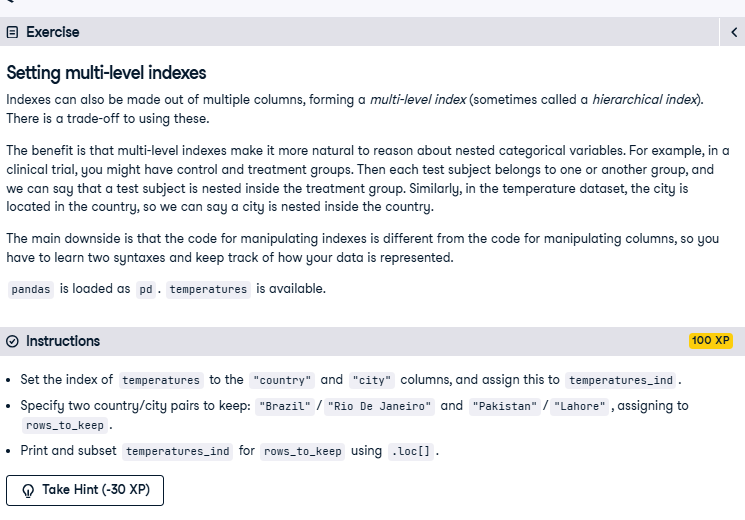 Exercise
Setting multi-level indexes
Indexes can also be made out of multiple columns, forming a multi-level index (sometimes called a hierarchical index).
There is a trade-off to using these.
The benefit is that multi-level indexes make it more natural to reason about nested categorical variables. For example, in a
clinical trial, you might have control and treatment groups. Then each test subject belongs to one or another group, and
we can say that a test subject is nested inside the treatment group. Similarly, in the temperature dataset, the city is
located in the country, so we can say a city is nested inside the country.
The main downside is that the code for manipulating indexes is different from the code for manipulating columns, so you
have to learn two syntaxes and keep track of how your data is represented.
pandas is loaded as pd. temperatures is available.
Instructions
100 XP
• Set the index of temperatures to the "country" and "city" columns, and assign this to temperatures_ind.
• Specify two country/city pairs to keep: "Brazil"/"Rio De Janeiro" and "Pakistan"/"Lahore", assigning to
rows_to_keep.
• Print and subset temperatures_ind for rows_to_keep using .loc[].
Take Hint (-30 XP)